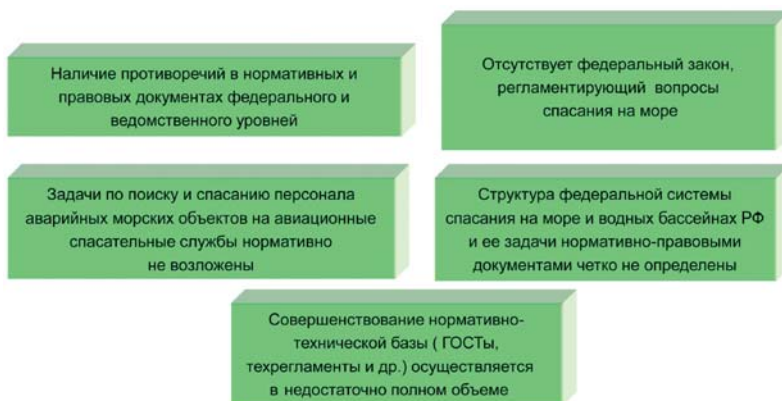 Наличие противоречий в нормативных и
правовых документах федерального и
ведомственного уровней
Отсутствует федеральный закон,
регламентирующий вопросы
спасания на море
Задачи по поиску и спасанию персонала
аварийных морских объектов на авиационные
спасательные службы нормативно
не возложены
Структура федеральной системы
спасания на море и водных бассейнах РФ
и ее задачи нормативно-правовыми
документами четко не определены
Совершенствование нормативно-
технической базы ( ГОСТы,
техрегламенты и др.) осуществляется
в недостаточно полном объеме